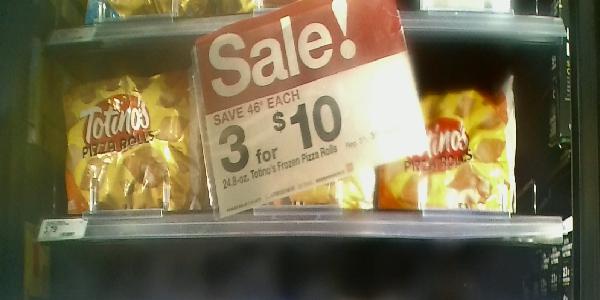 Sale!
SAVE 46¢ EACH
3 for $10
24.8-oz. Totino's Frozen Pizza Rolls
Totino's
PIZZA ROLLS
Totino's
PIZZA ROLLS